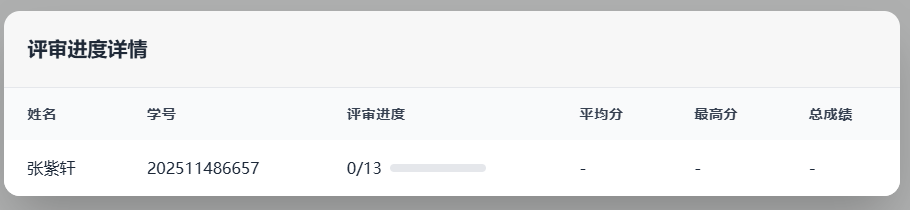 评审进度详情
姓名 学号 评审进度 平均分 最高分 总成绩
张紫轩 202511486657 0/13 - - -